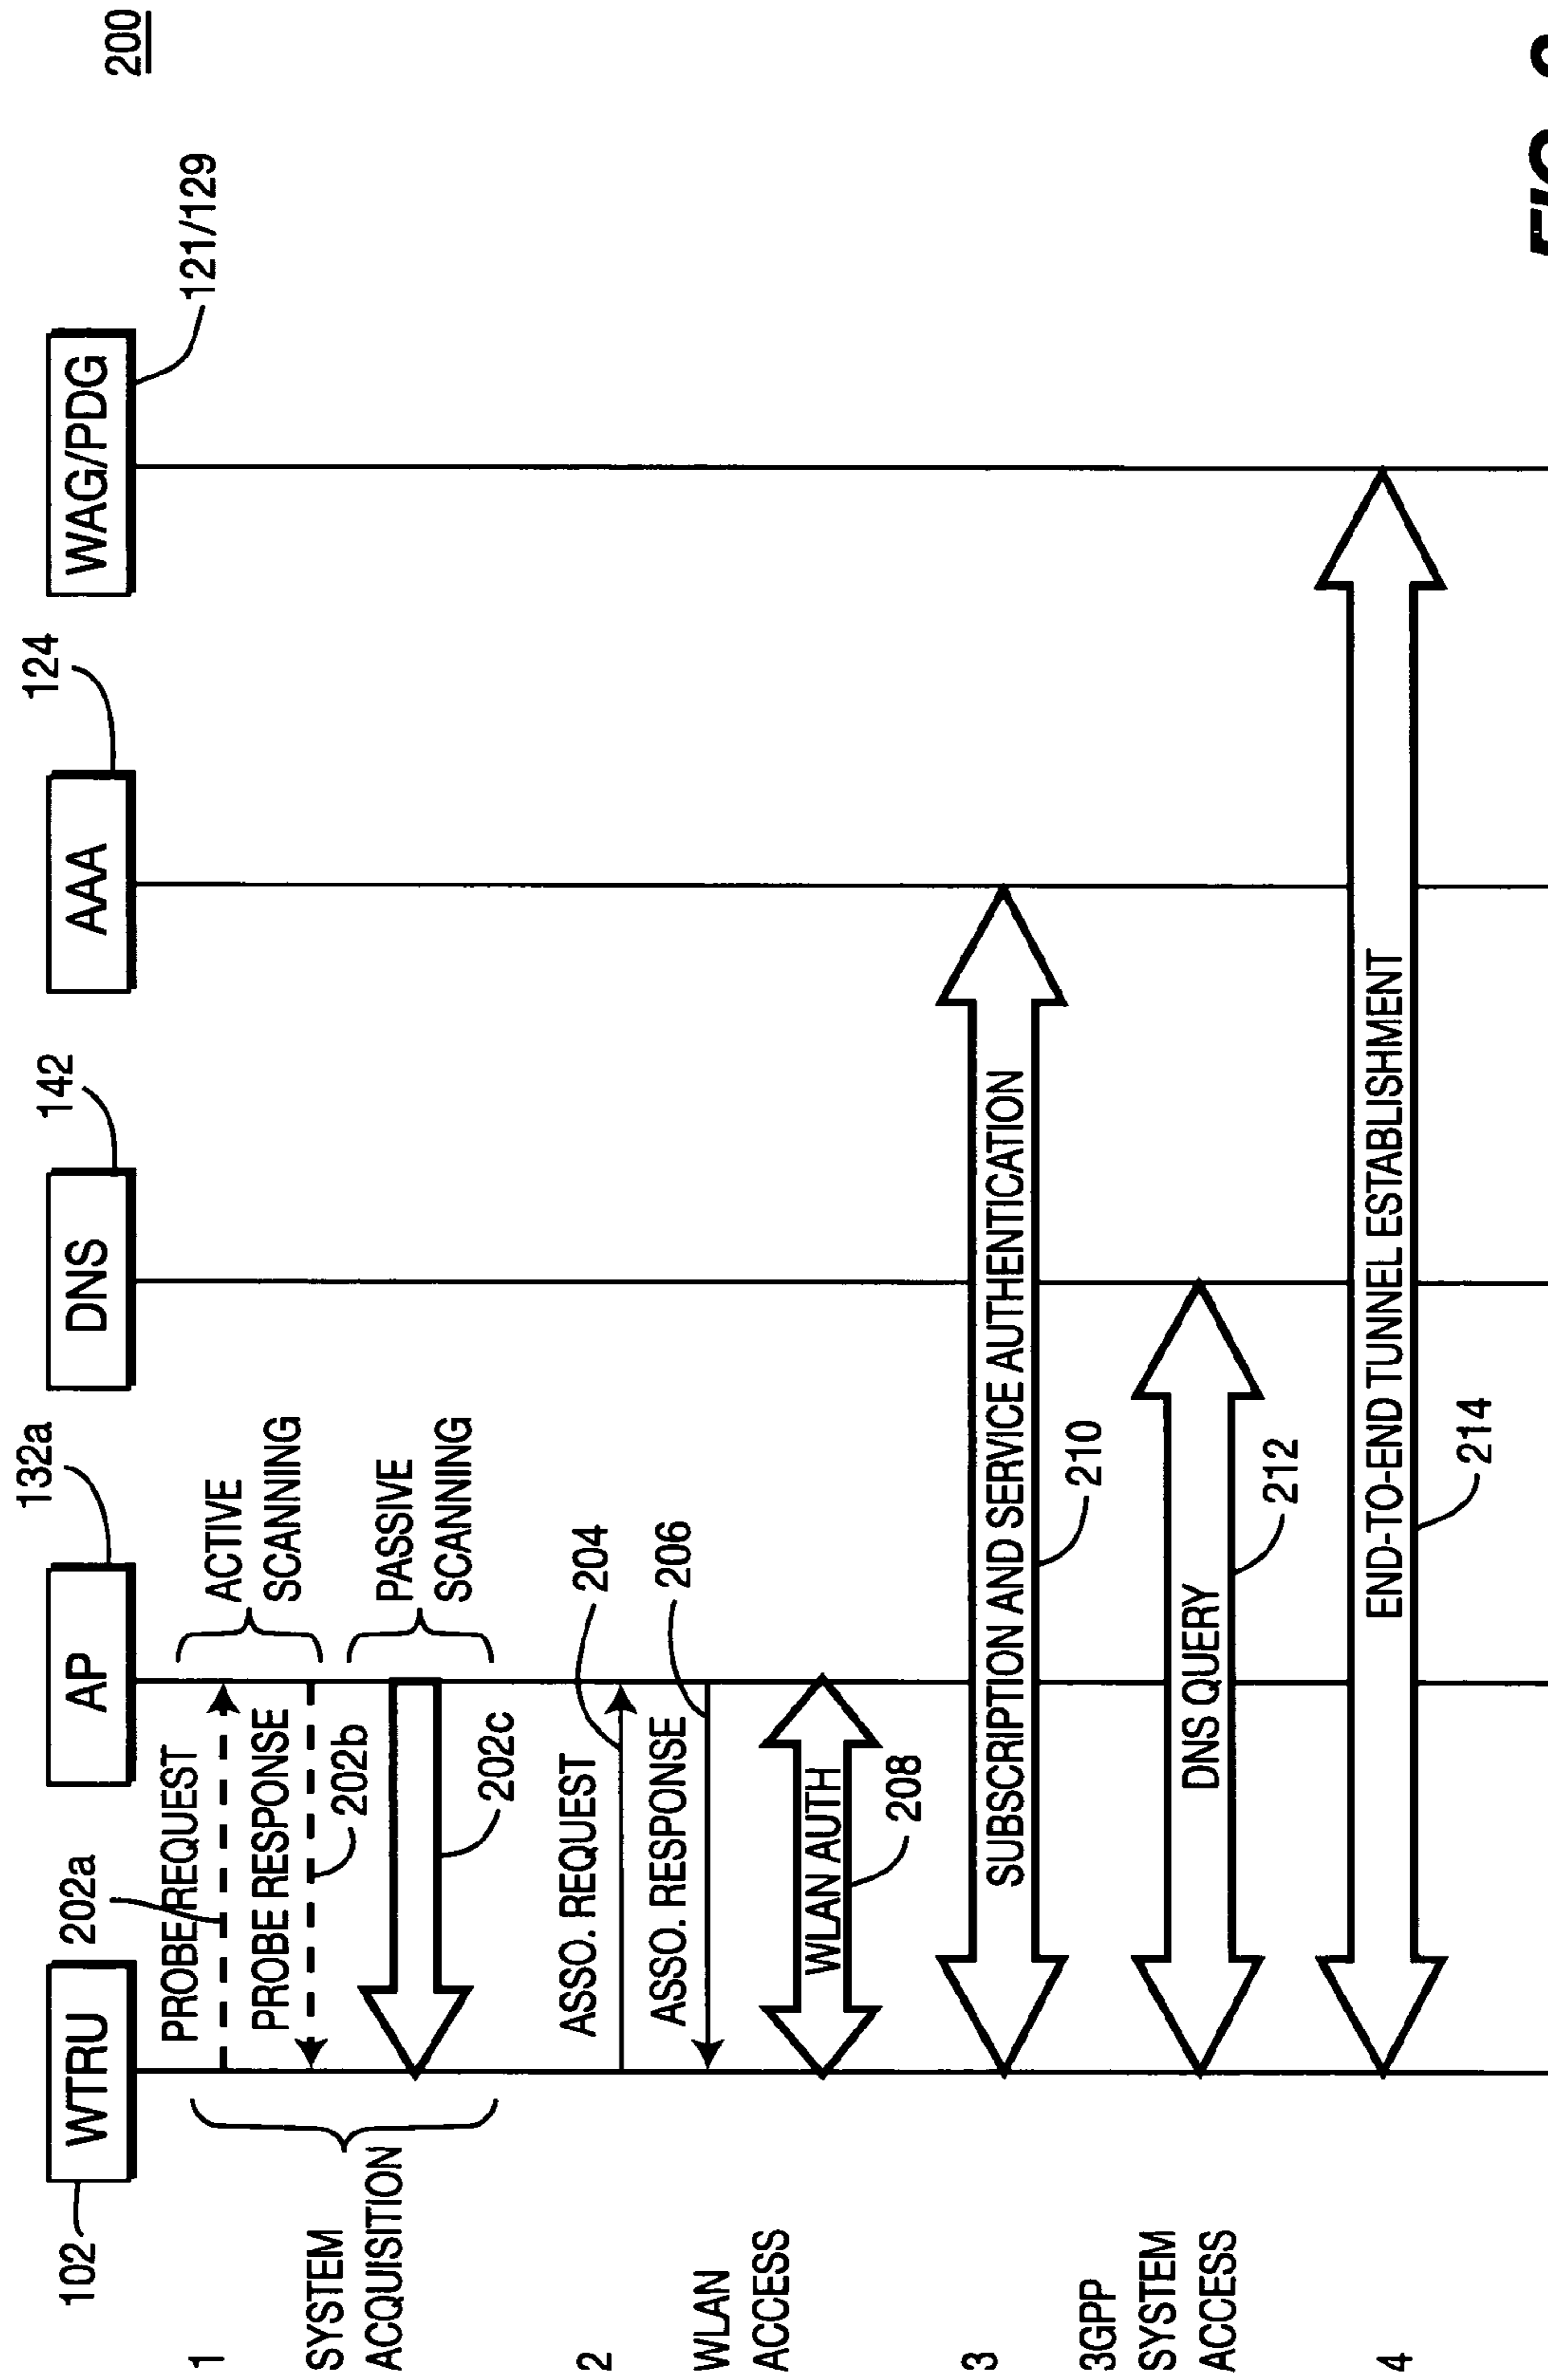 200
102
WTRU
132a
AP
142
DNS
124
AAA
121/129
WAG/PDG
1
SYSTEM
ACQUISITION
202a
PROBE REQUEST
PROBE RESPONSE
202b
202c
ACTIVE
SCANNING
PASSIVE
SCANNING
2
WLAN
ACCESS
ASSO. REQUEST
204
ASSO. RESPONSE
206
WLAN AUTH
208
3
3GPP
SYSTEM
ACCESS
SUBSCRIPTION AND SERVICE AUTHENTICATION
210
DNS QUERY
212
4
END-TO-END TUNNEL ESTABLISHMENT
214
FIG.